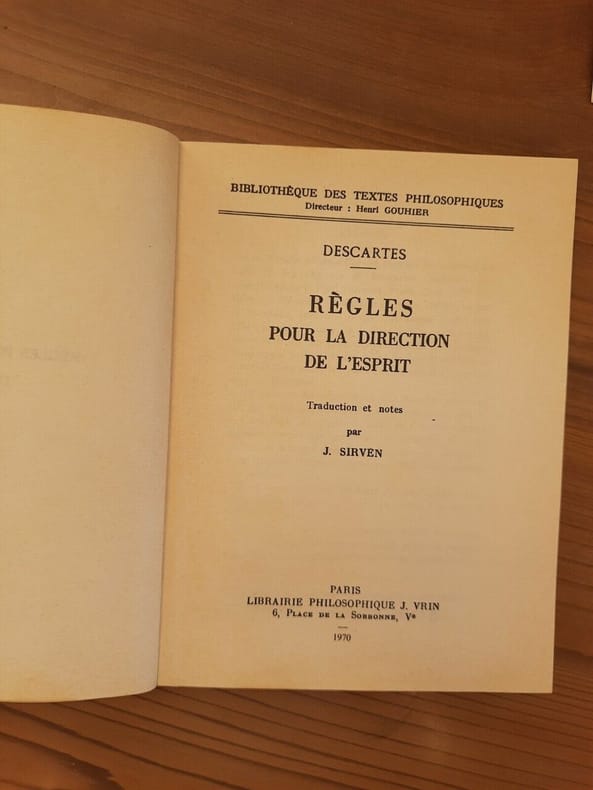 BIBLIOTHÈQUE DES TEXTES PHILOSOPHIQUES
Directeur : Henri GOUHIER
DESCARTES
RÈGLES
POUR LA DIRECTION
DE L'ESPRIT
Traduction et notes
par
J. SIRVEN
PARIS
LIBRAIRIE PHILOSOPHIQUE J. VRIN
6, PLACE DE LA SORBONNE, Ve
1970